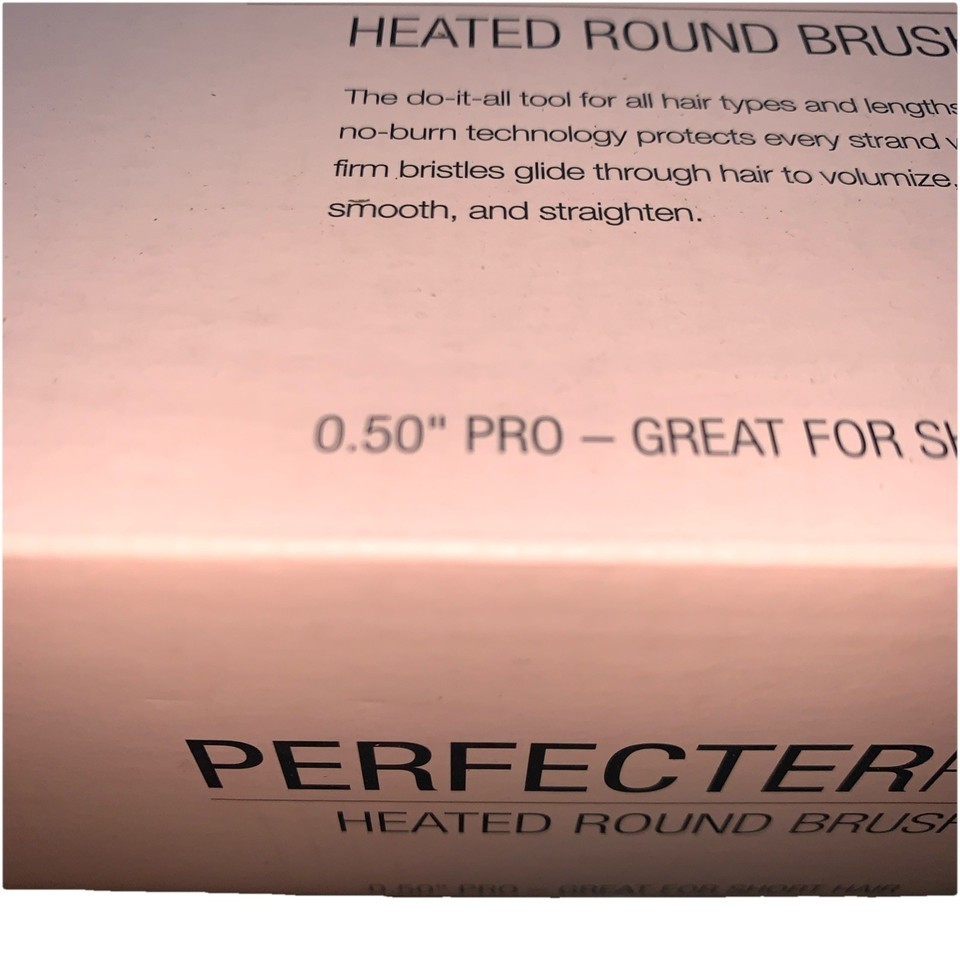 HEATED ROUND BRUSH
The do-it-all tool for all hair types and lengths
no-burn technology protects every strand
firm bristles glide through hair to volumize,
smooth, and straighten.
0.50" PRO – GREAT FOR SH
PERFECTER
HEATED ROUND BRUSH
0.50" PRO – GREAT FOR SHORT HAIR